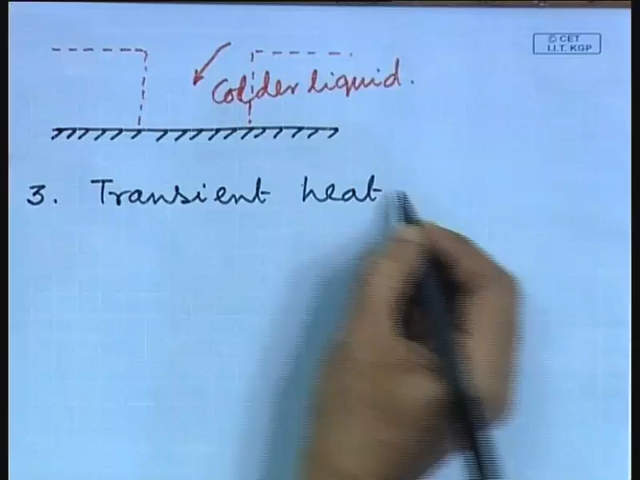 © CET
I.I.T. KGP
Colder liquid.
3. Transient heat